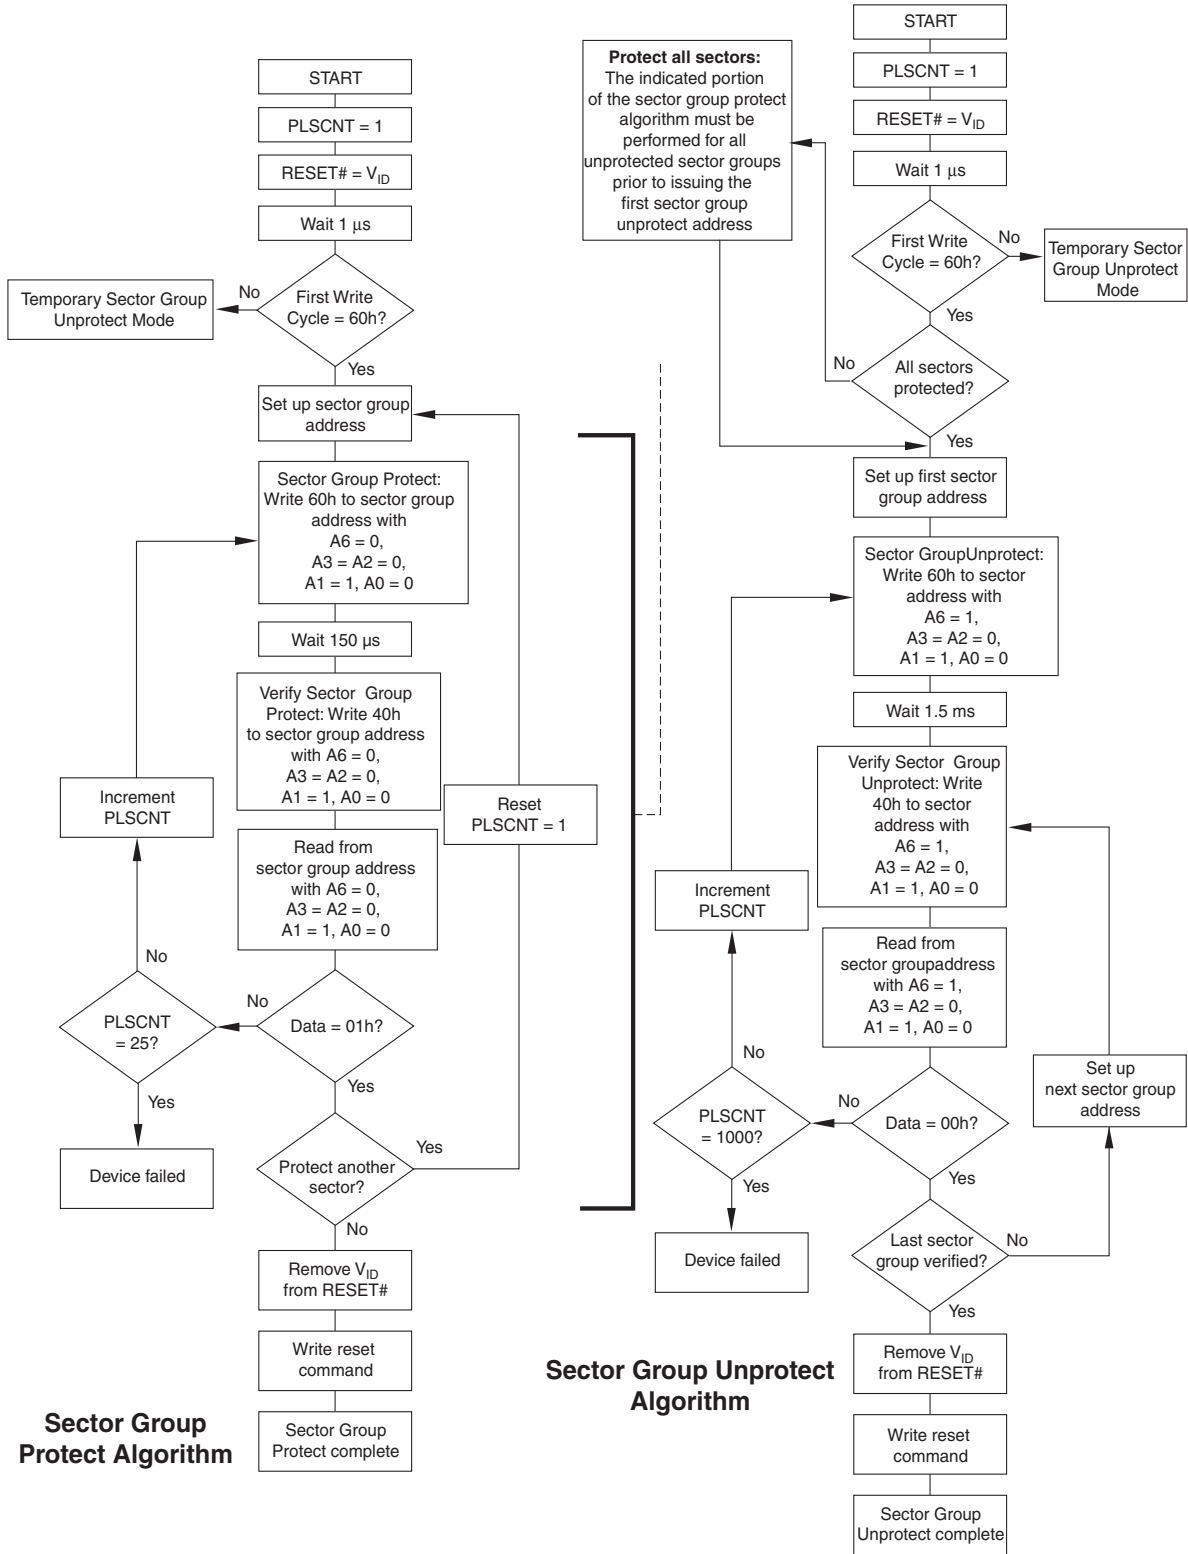 START
PLSCNT = 1
RESET# = VID
Wait 1 μs
First Write
Cycle = 60h?
No
Temporary Sector Group
Unprotect Mode
Yes
Set up sector group
address
Sector Group Protect:
Write 60h to sector group
address with
A6 = 0,
A3 = A2 = 0,
A1 = 1, A0 = 0
Wait 150 μs
Verify Sector Group
Protect: Write 40h
to sector group address
with A6 = 0,
A3 = A2 = 0,
A1 = 1, A0 = 0
Increment
PLSCNT
Reset
PLSCNT = 1
Read from
sector group address
with A6 = 0,
A3 = A2 = 0,
A1 = 1, A0 = 0
No
No
PLSCNT
= 25?
Data = 01h?
Yes
Yes
Device failed
Protect another
sector?
Yes
No
Remove VID
from RESET#
Write reset
command
Sector Group
Protect complete
Sector Group
Protect Algorithm
START
PLSCNT = 1
RESET# = VID
Wait 1 μs
Protect all sectors:
The indicated portion
of the sector group protect
algorithm must be
performed for all
unprotected sector groups
prior to issuing the
first sector group
unprotect address
First Write
Cycle = 60h?
No
Temporary Sector
Group Unprotect
Mode
Yes
No
All sectors
protected?
Yes
Set up first sector
group address
Sector GroupUnprotect:
Write 60h to sector
address with
A6 = 1,
A3 = A2 = 0,
A1 = 1, A0 = 0
Wait 1.5 ms
Verify Sector Group
Unprotect: Write
40h to sector
address with
A6 = 1,
A3 = A2 = 0,
A1 = 1, A0 = 0
Increment
PLSCNT
Read from
sector groupaddress
with A6 = 1,
A3 = A2 = 0,
A1 = 1, A0 = 0
No
No
PLSCNT
= 1000?
Data = 00h?
Set up
next sector group
address
Yes
Yes
Device failed
Last sector
group verified?
No
Yes
Remove VID
from RESET#
Write reset
command
Sector Group
Unprotect complete
Sector Group Unprotect
Algorithm